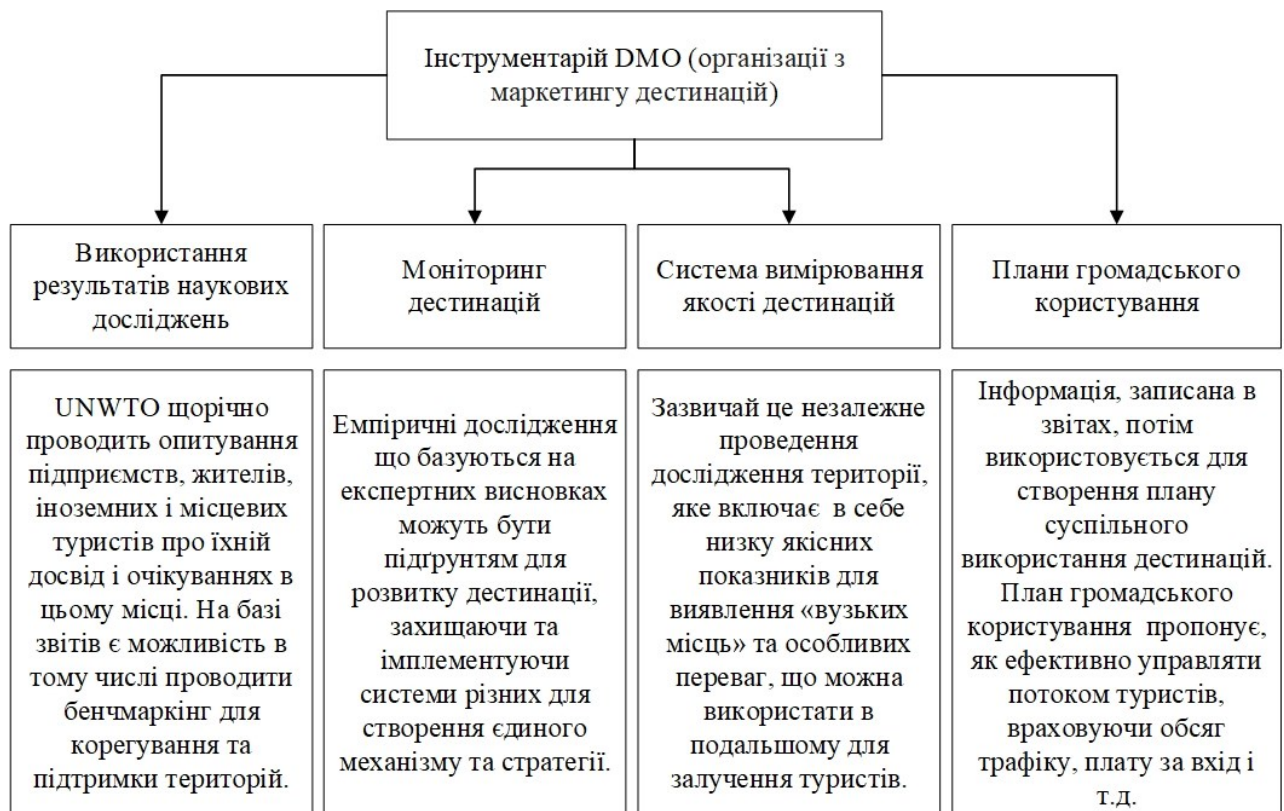 Інструментарій DMO (організації з
маркетингу дестинацій)
Використання
результатів наукових
досліджень
Моніторинг
дестинацій
Система вимірювання
якості дестинацій
Плани громадського
користування
UNWTO щорічно
проводить опитування
підприємств, жителів,
іноземних і місцевих
туристів про їхній
досвід і очікуваннях в
цьому місці. На базі
звітів є можливість в
тому числі проводити
бенчмаркінг для
корегування та
підтримки територій.
Емпіричні дослідження
що базуються на
експертних висновках
можуть бути
підґрунтям для
розвитку дестинації,
захищаючи та
імплементуючи
системи різних для
створення єдиного
механізму та стратегії.
Зазвичай це незалежне
проведення
дослідження території,
яке включає в себе
низку якісних
показників для
виявлення «вузьких
місць» та особливих
переваг, що можна
використати в
подальшому для
залучення туристів.
Інформація, записана в
звітах, потім
використовується для
створення плану
суспільного
використання дестинацій.
План громадського
користування пропонує,
як ефективно управляти
потоком туристів,
враховуючи обсяг
трафіку, плату за вхід і
т.д.